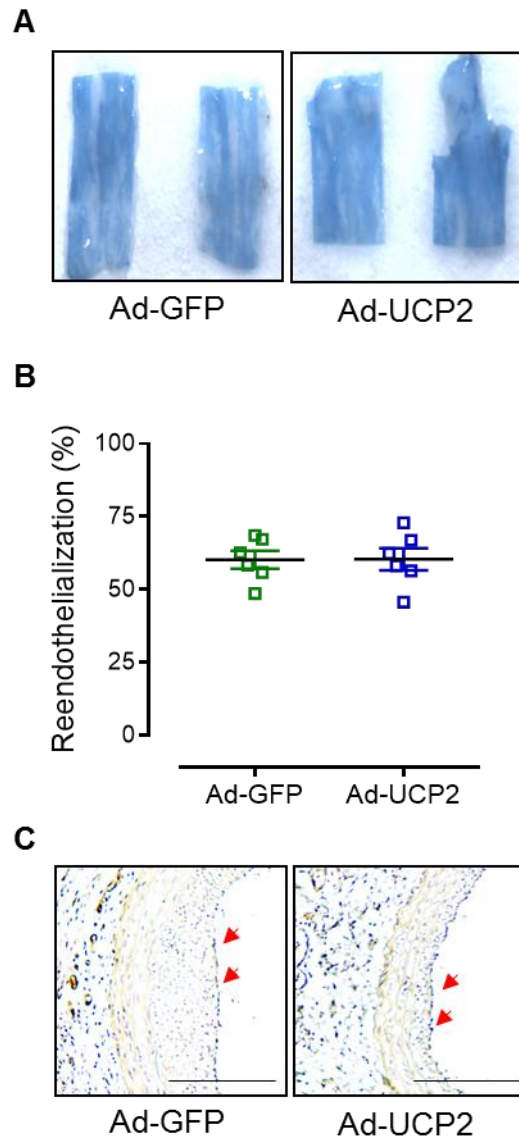 A
Ad-GFP Ad-UCP2
B
Reendothelialization (%)
100
75
50
25
0
Ad-GFP Ad-UCP2
C
Ad-GFP Ad-UCP2